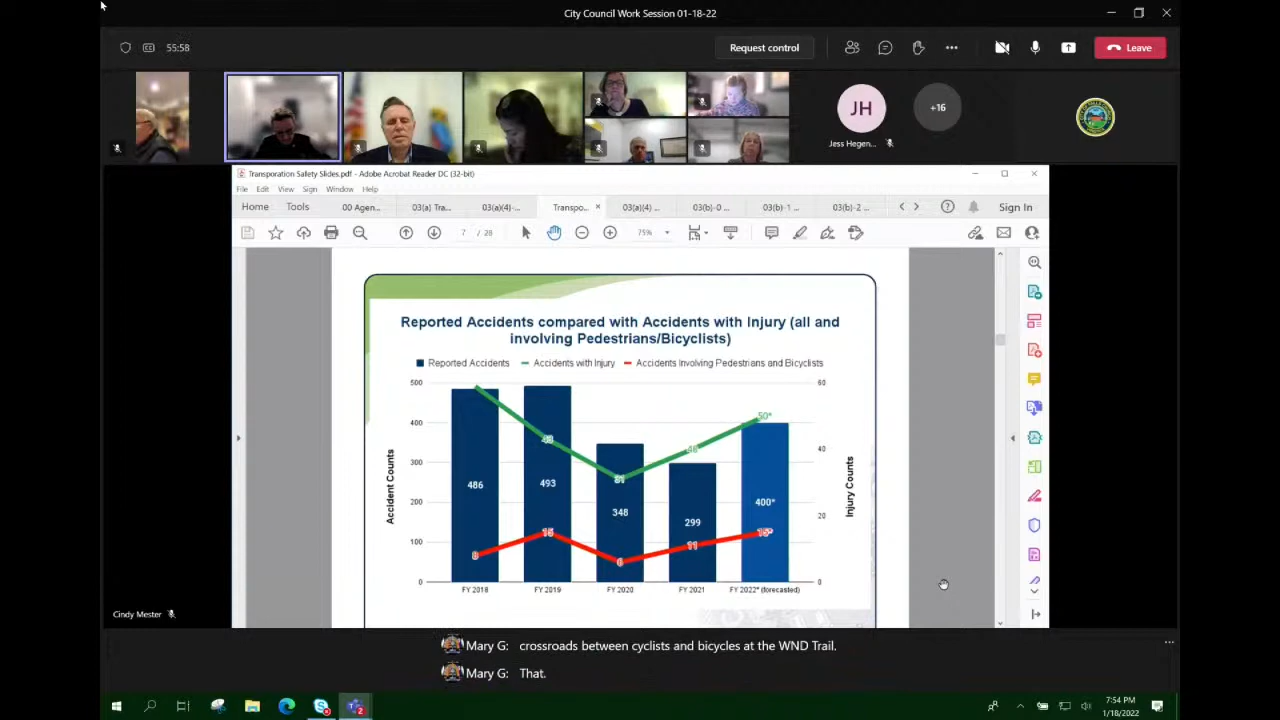 City Council Work Session 01-18-22
55:58
Request control
Leave
JH
+16
Jess Hegen...
Transporation Safety Slides.pdf - Adobe Acrobat Reader DC (32-bit)
File Edit View Sign Window Help
Home Tools 00 Agen... 03(a) Tra... 03(a)(4)-... Transpo... 03(a)(4) ... 03(b)-0 ... 03(b)-1 ... 03(b)-2 ... Sign In
7 / 28 75%
Reported Accidents compared with Accidents with Injury (all and
involving Pedestrians/Bicyclists)
Reported Accidents Accidents with Injury Accidents Involving Pedestrians and Bicyclists
500 60
400 40
300
200 20
100
0 0
Accident Counts
Injury Counts
50*
43
486 493 348 299 400*
8 15 6 11 15*
FY 2018 FY 2019 FY 2020 FY 2021 FY 2022* (forecasted)
Cindy Mester
Mary G: crossroads between cyclists and bicycles at the WND Trail.
Mary G: That.
7:54 PM
1/18/2022